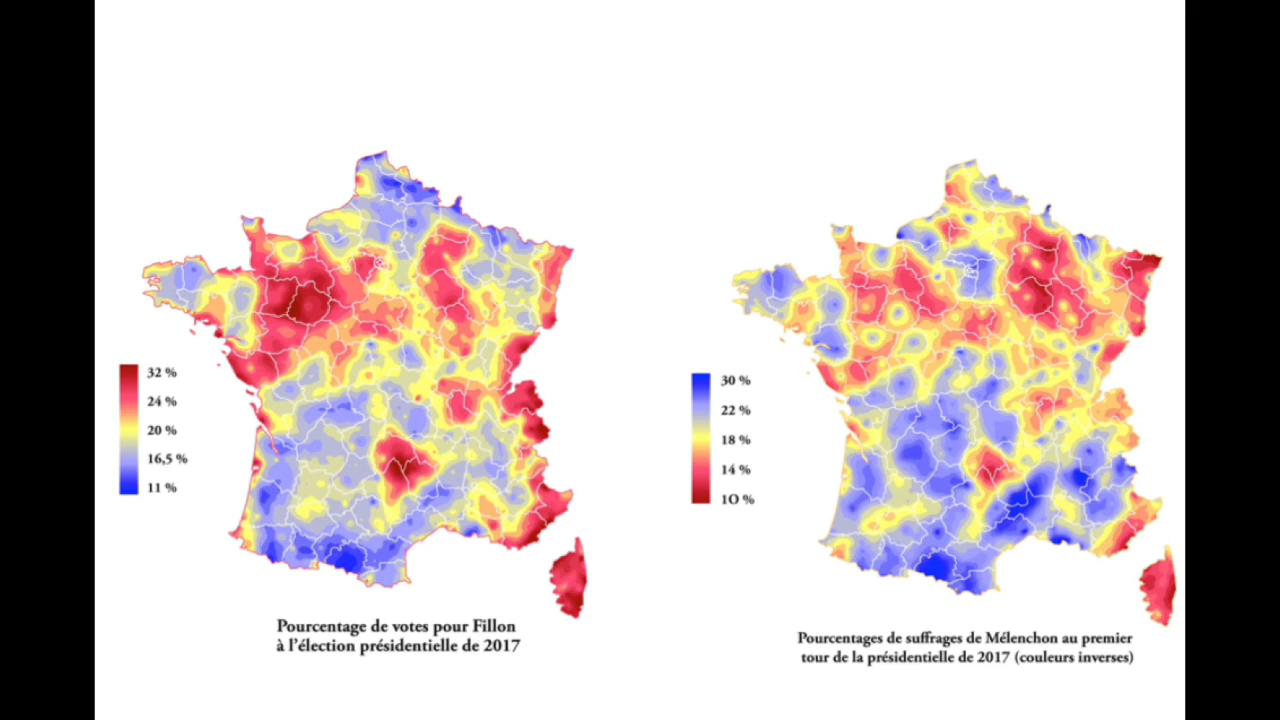 32 %
24 %
20 %
16,5 %
11 %
Pourcentage de votes pour Fillon
à l'élection présidentielle de 2017
30 %
22 %
18 %
14 %
1O %
Pourcentages de suffrages de Mélenchon au premier
tour de la présidentielle de 2017 (couleurs inverses)